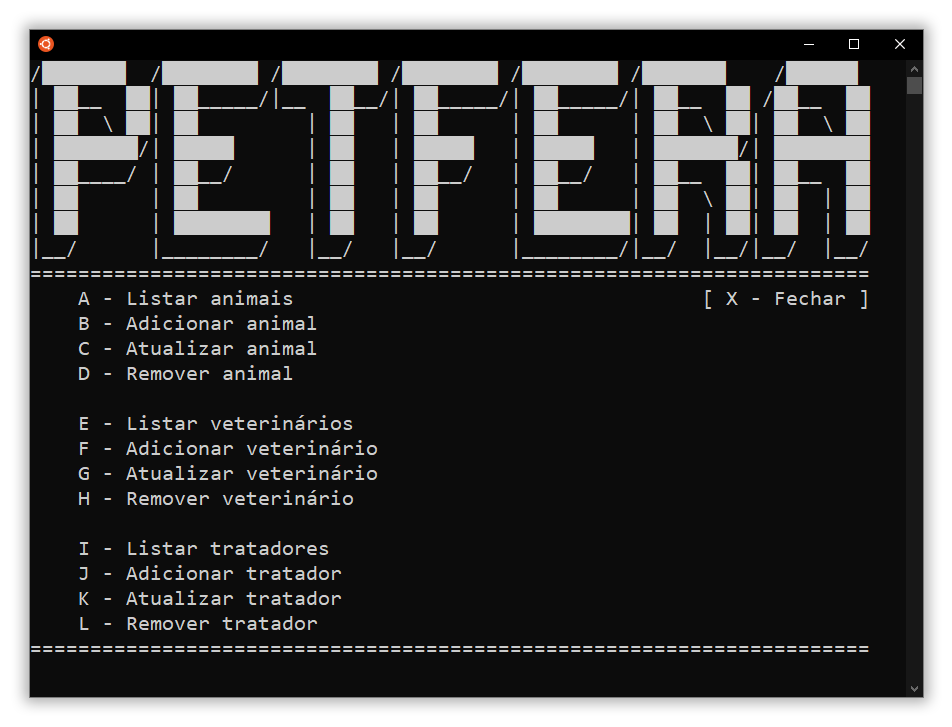 PETFERA
A - Listar animais [ X - Fechar ]
B - Adicionar animal
C - Atualizar animal
D - Remover animal
E - Listar veterinários
F - Adicionar veterinário
G - Atualizar veterinário
H - Remover veterinário
I - Listar tratadores
J - Adicionar tratador
K - Atualizar tratador
L - Remover tratador